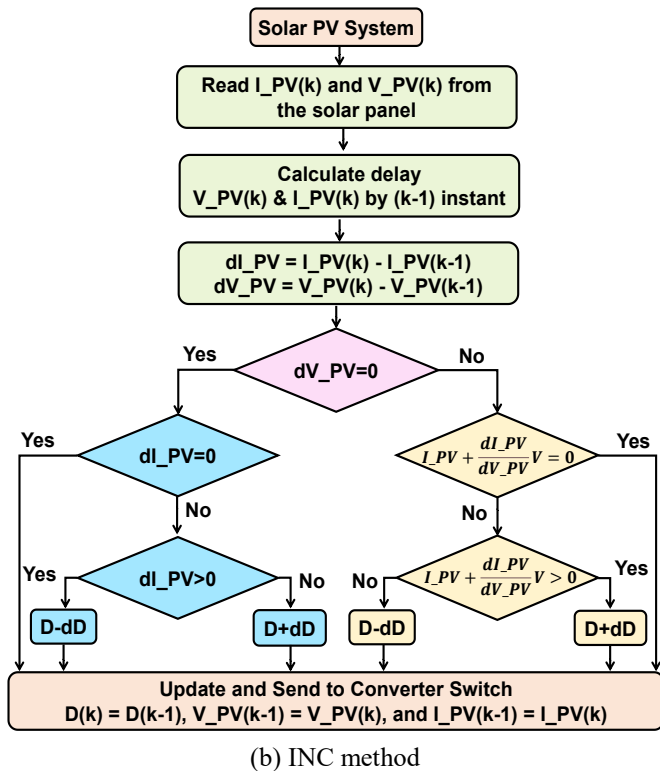 Solar PV System
Read I_PV(k) and V_PV(k) from
the solar panel
Calculate delay
V_PV(k) & I_PV(k) by (k-1) instant
dI_PV = I_PV(k) - I_PV(k-1)
dV_PV = V_PV(k) - V_PV(k-1)
Yes
dV_PV=0
No
Yes
dI_PV=0
I_PV + dI_PV/dV_PV V = 0
Yes
No
No
Yes
dI_PV>0
No
No
I_PV + dI_PV/dV_PV V > 0
Yes
D-dD
D+dD
D-dD
D+dD
Update and Send to Converter Switch
D(k) = D(k-1), V_PV(k-1) = V_PV(k), and I_PV(k-1) = I_PV(k)
(b) INC method